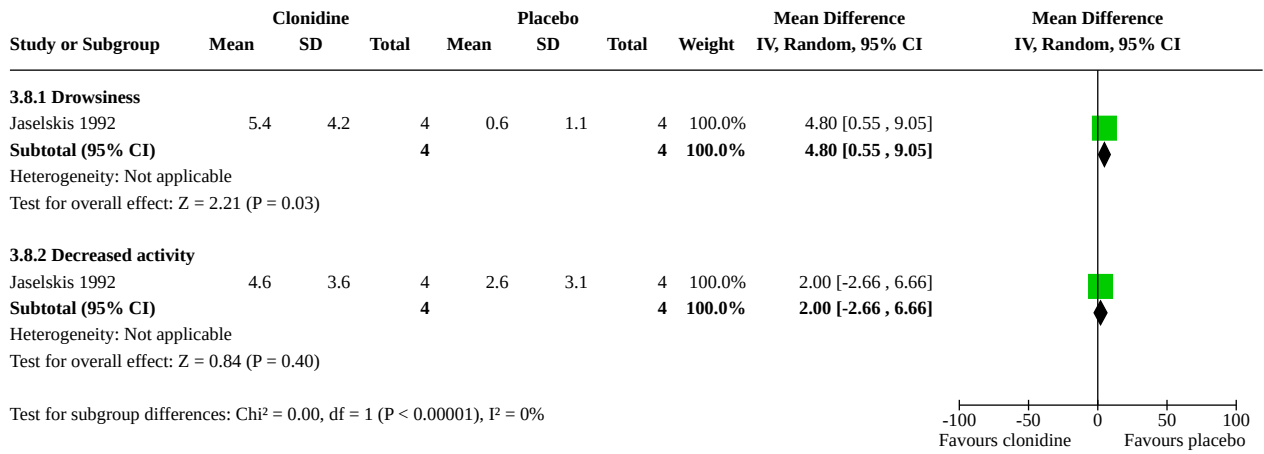 Clonidine Placebo Mean Difference Mean Difference
Study or Subgroup Mean SD Total Mean SD Total Weight IV, Random, 95% CI IV, Random, 95% CI
3.8.1 Drowsiness
Jaselskis 1992 5.4 4.2 4 0.6 1.1 4 100.0% 4.80 [0.55 , 9.05]
Subtotal (95% CI) 4 4 100.0% 4.80 [0.55 , 9.05]
Heterogeneity: Not applicable
Test for overall effect: Z = 2.21 (P = 0.03)
3.8.2 Decreased activity
Jaselskis 1992 4.6 3.6 4 2.6 3.1 4 100.0% 2.00 [-2.66 , 6.66]
Subtotal (95% CI) 4 4 100.0% 2.00 [-2.66 , 6.66]
Heterogeneity: Not applicable
Test for overall effect: Z = 0.84 (P = 0.40)
Test for subgroup differences: Chi² = 0.00, df = 1 (P < 0.00001), I² = 0%
-100 -50 0 50 100
Favours clonidine Favours placebo